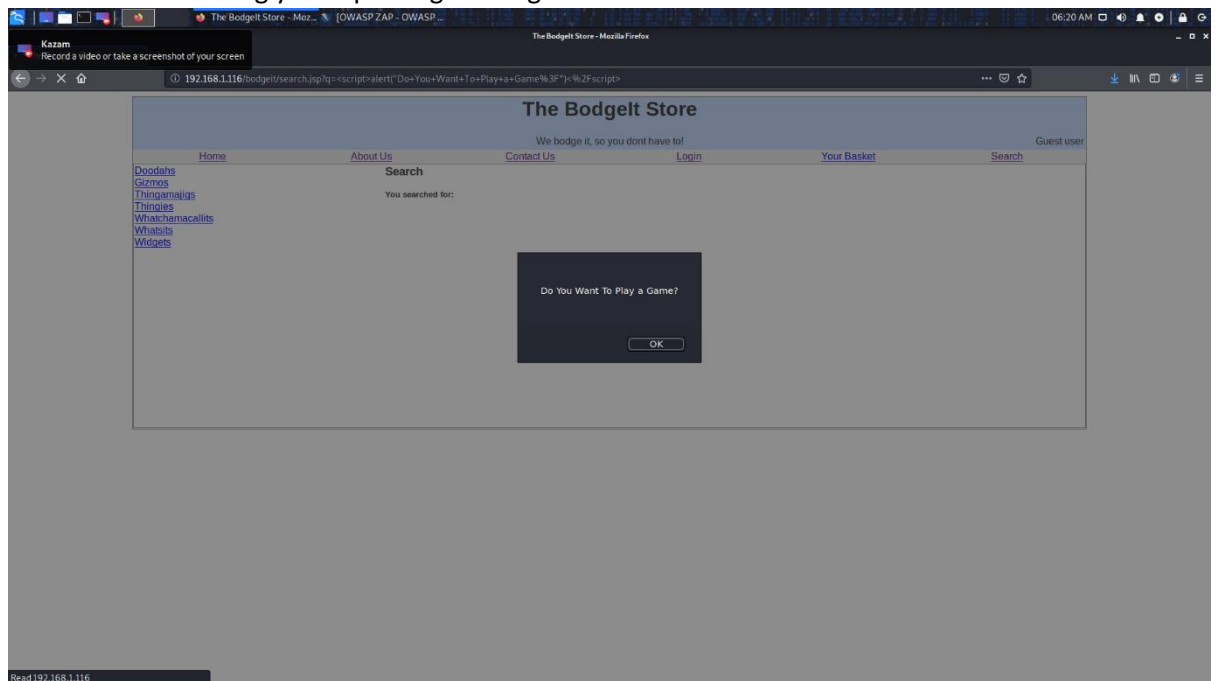 The BodgeIt Store - Moz...
[OWASP ZAP - OWASP ...
06:20 AM
The BodgeIt Store - Mozilla Firefox
Kazam
Record a video or take a screenshot of your screen
192.168.1.116/bodgeit/search.jsp?q=<script>alert("Do+You+Want+To+Play+a+Game%3F")<%2Fscript>
The BodgeIt Store
We bodge it, so you dont have to!
Guest user
Home About Us Contact Us Login Your Basket Search
Doodahs
Gizmos
Thingamajigs
Thingies
Whatchamacallits
Whatsits
Widgets
Search
You searched for:
Do You Want To Play a Game?
OK
Read 192.168.1.116